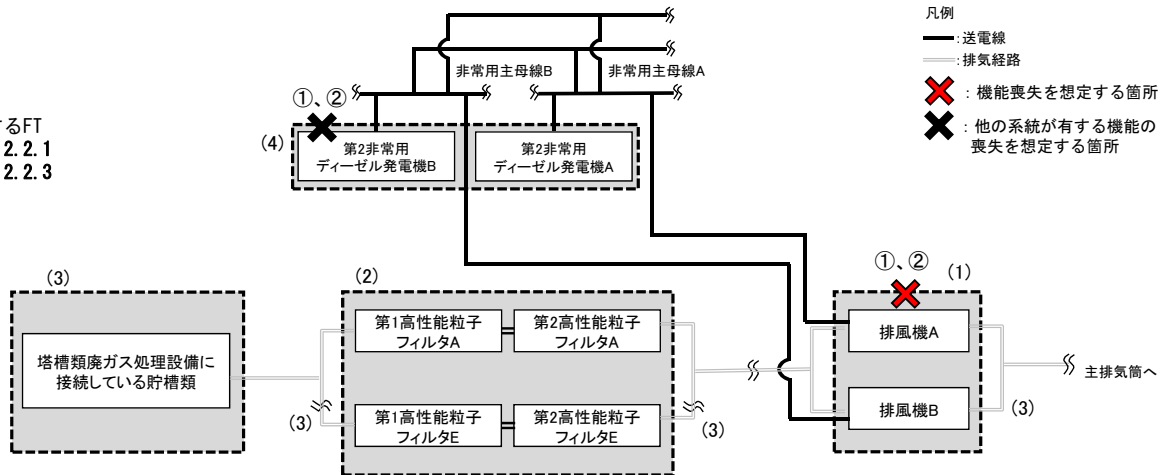 凡例
:送電線
:排気経路
: 機能喪失を想定する箇所
: 他の系統が有する機能の
喪失を想定する箇所
非常用主母線B
非常用主母線A
①、②
するFT
2.2.1
2.2.3
(4)
第2非常用
ディーゼル発電機B
第2非常用
ディーゼル発電機A
(3)
塔槽類廃ガス処理設備に
接続している貯槽類
(2)
第1高性能粒子
フィルタA
第2高性能粒子
フィルタA
(3)
第1高性能粒子
フィルタE
第2高性能粒子
フィルタE
(3)
①、②
(1)
排風機A
排風機B
(3)
主排気筒へ